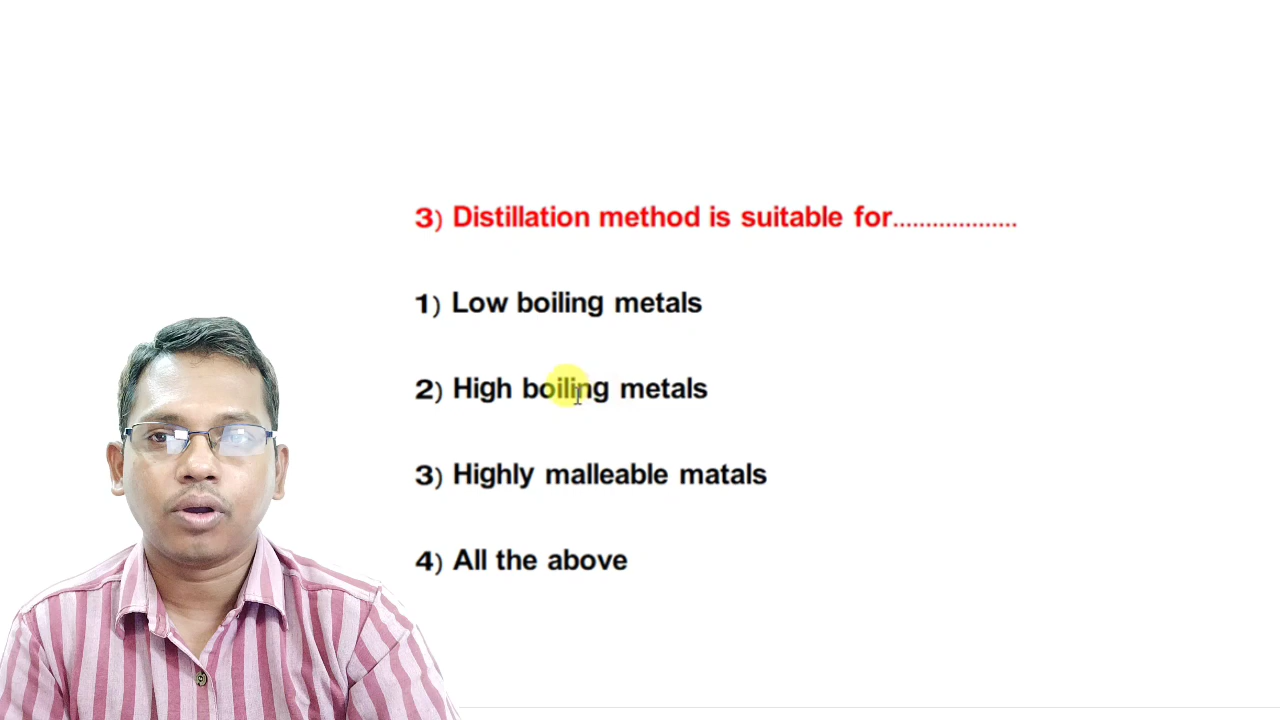 3) Distillation method is suitable for...................
1) Low boiling metals
2) High boiling metals
3) Highly malleable matals
4) All the above